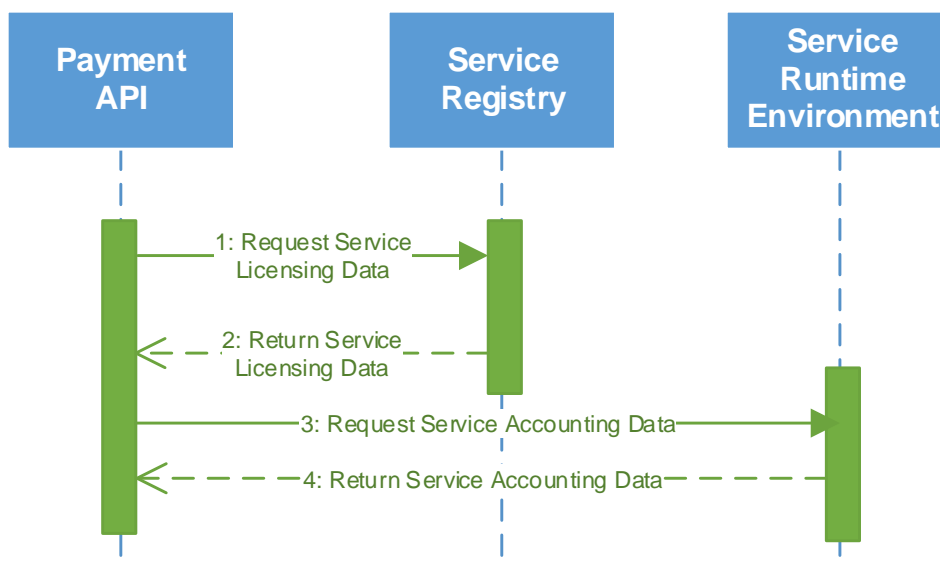 Payment
API
Service
Registry
Service
Runtime
Environment
1: Request Service
Licensing Data
2: Return Service
Licensing Data
3: Request Service Accounting Data
4: Return Service Accounting Data